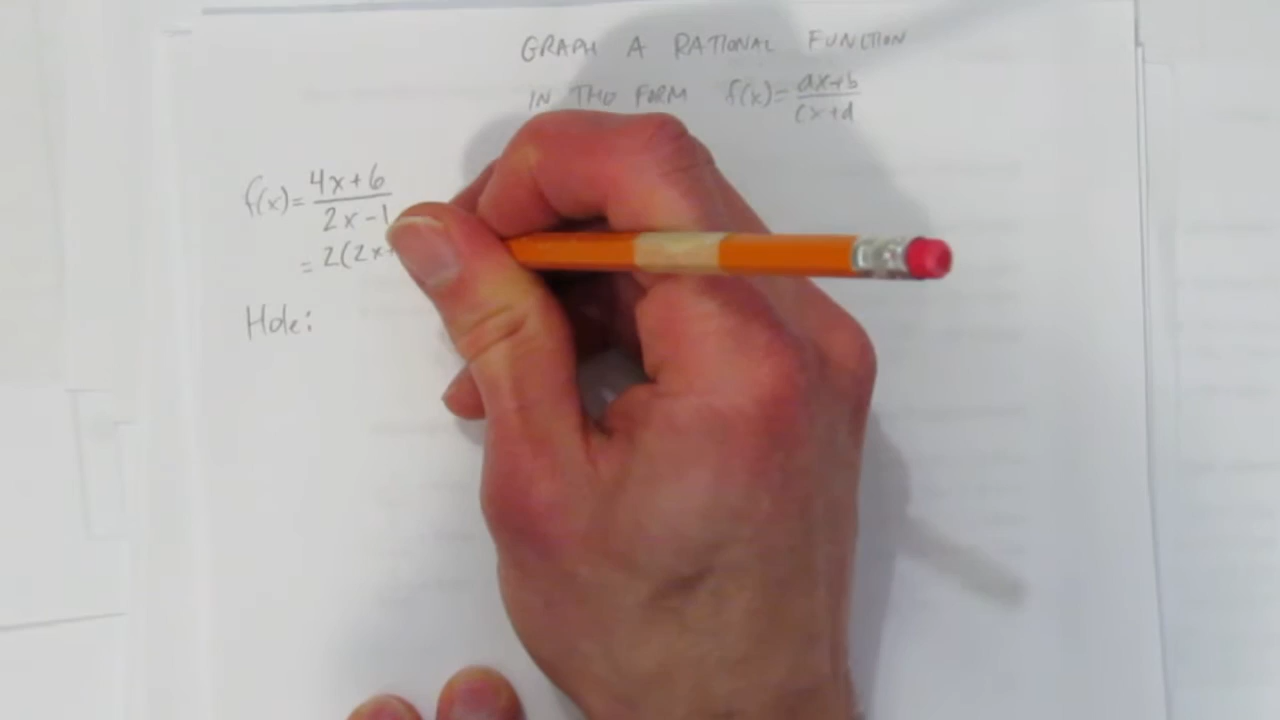 GRAPH A RATIONAL FUNCTION
IN THE FORM f(x)= ax+b / cx+d
f(x)= 4x+6 / 2x-1
= 2(2x+
Hole: